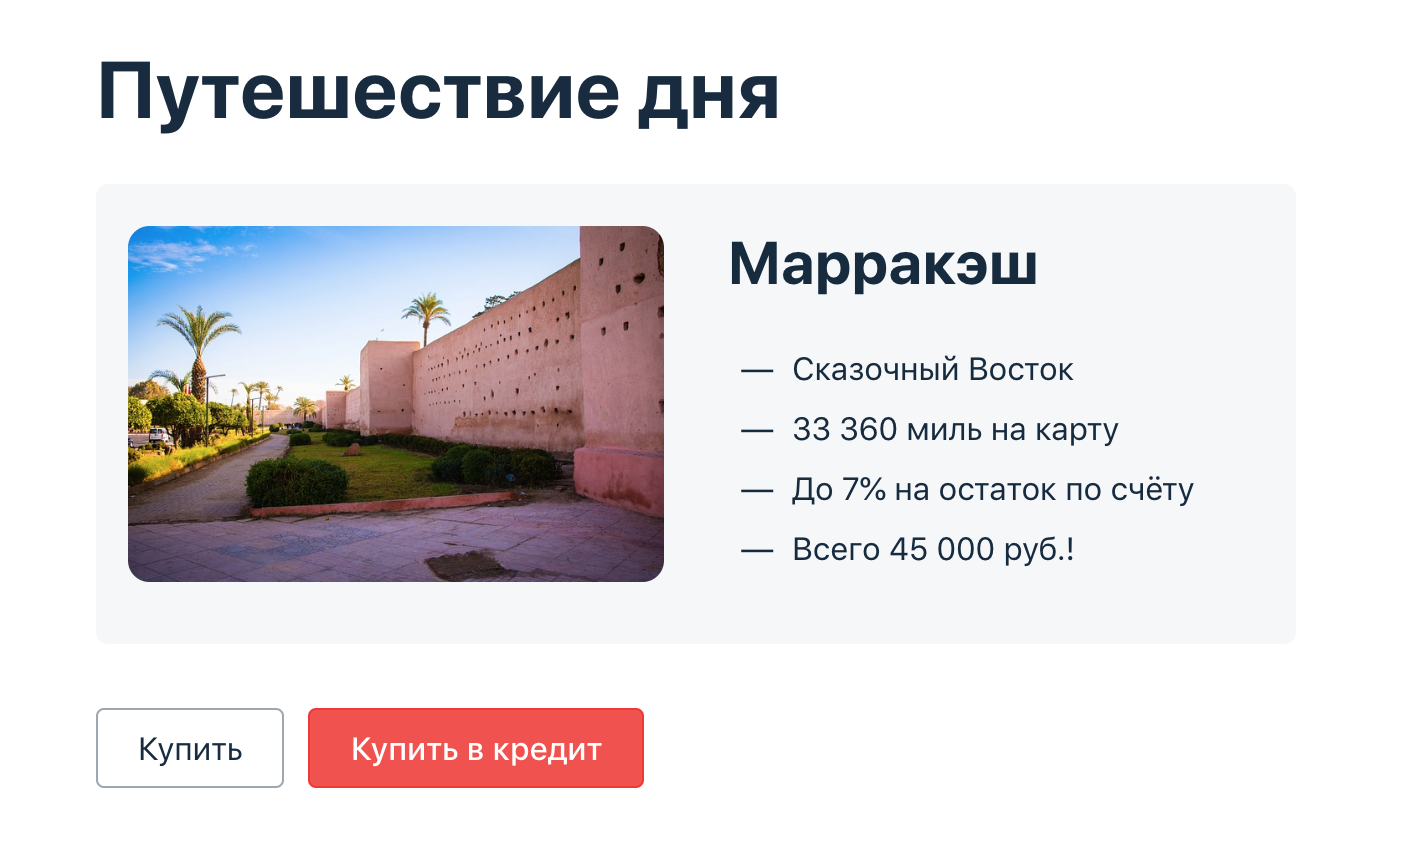 Путешествие дня
Марракэш
— Сказочный Восток
— 33 360 миль на карту
— До 7% на остаток по счёту
— Всего 45 000 руб.!
Купить
Купить в кредит